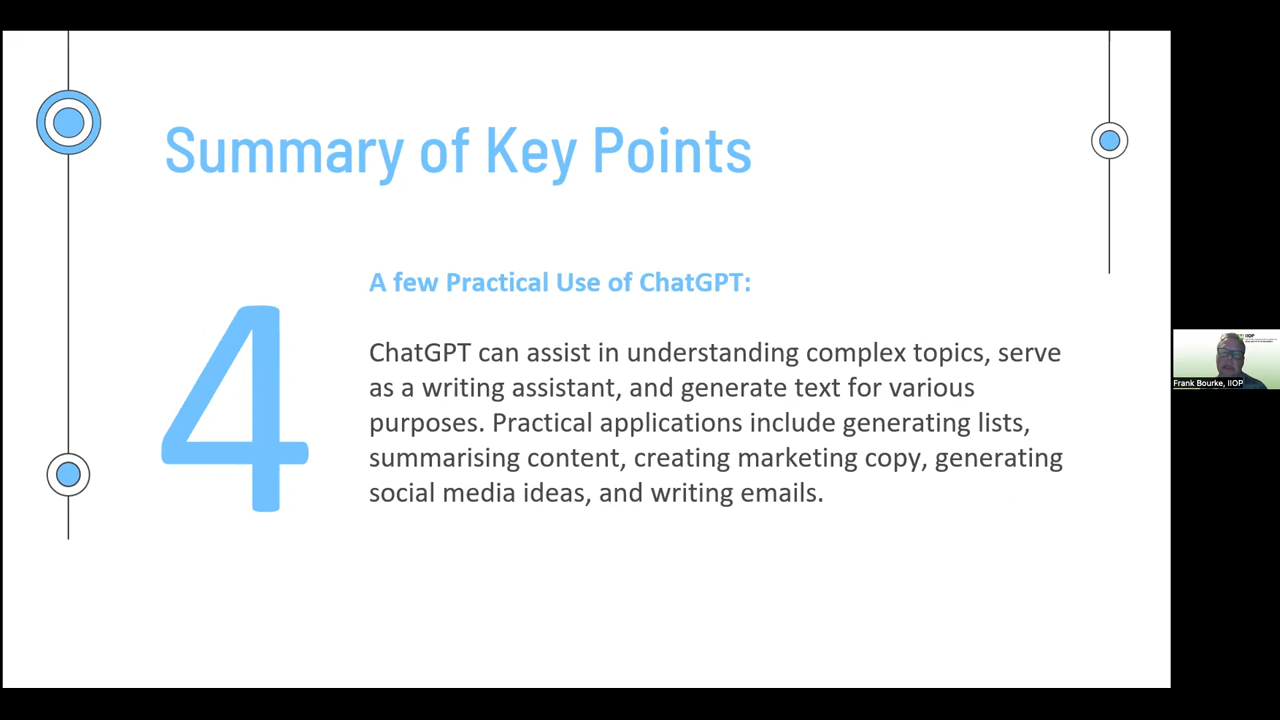 Summary of Key Points
4
A few Practical Use of ChatGPT:
ChatGPT can assist in understanding complex topics, serve
as a writing assistant, and generate text for various
purposes. Practical applications include generating lists,
summarising content, creating marketing copy, generating
social media ideas, and writing emails.
IIOP
Frank Bourke, IIOP